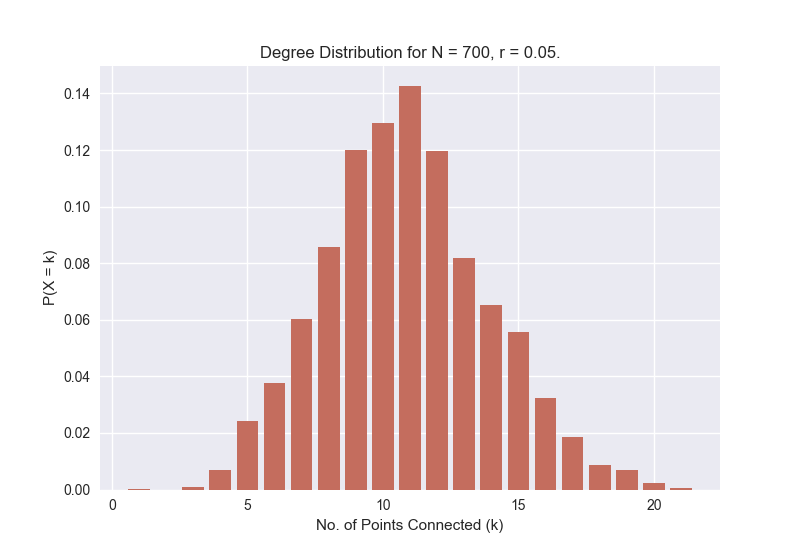 Degree Distribution for N = 700, r = 0.05.
0.14
0.12
0.10
0.08
0.06
0.04
0.02
0.00
P(X = k)
0 5 10 15 20
No. of Points Connected (k)